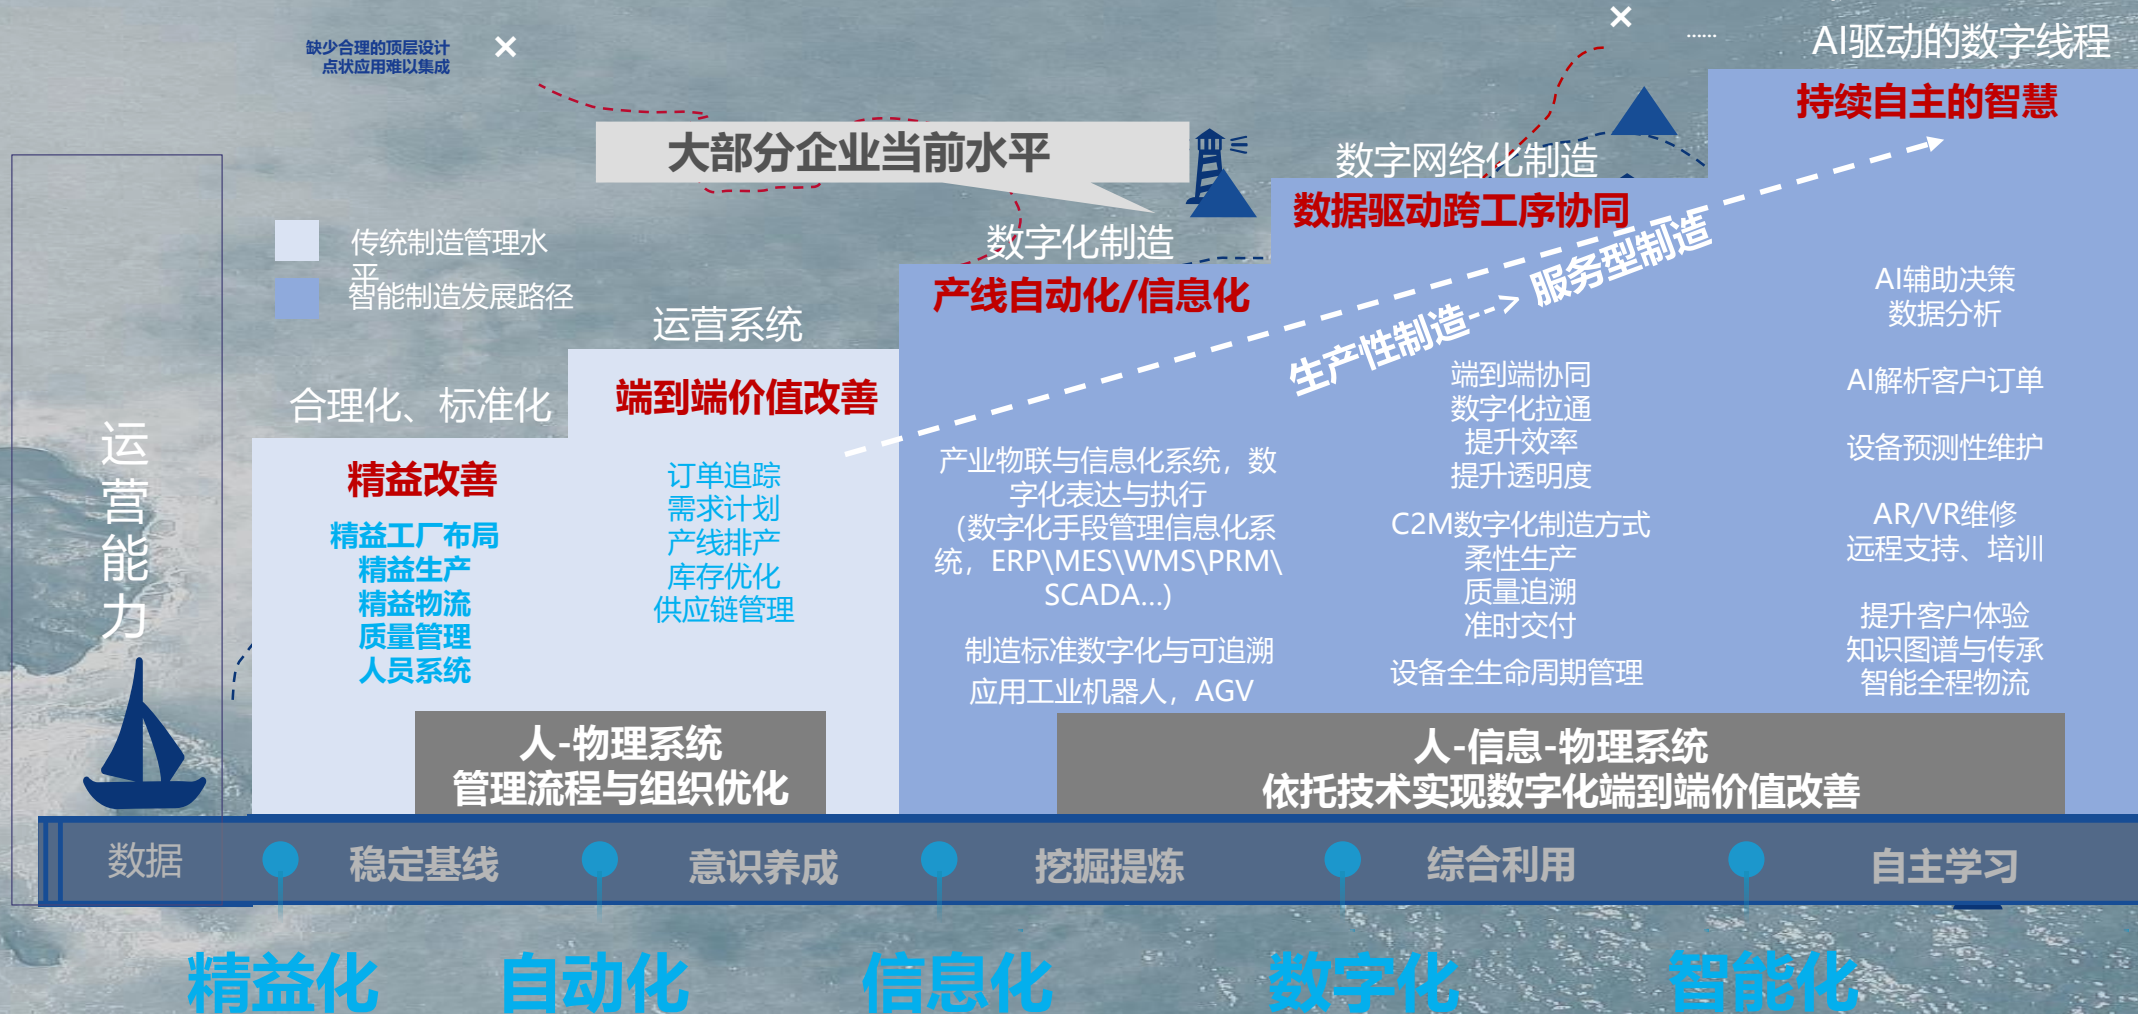 缺少合理的顶层设计
点状应用难以集成
......
AI驱动的数字线程
持续自主的智慧
大部分企业当前水平
数字网络化制造
数据驱动跨工序协同
传统制造管理水
平
智能制造发展路径
数字化制造
产线自动化/信息化
生产性制造
服务型制造
运营系统
端到端价值改善
合理化、标准化
精益改善
运
营
能
力
精益工厂布局
精益生产
精益物流
质量管理
人员系统
订单追踪
需求计划
产线排产
库存优化
供应链管理
产业物联与信息化系统，数
字化表达与执行
（数字化手段管理信息化系
统，ERP\MES\WMS\PRM\
SCADA...)
制造标准数字化与可追溯
应用工业机器人，AGV
端到端协同
数字化拉通
提升效率
提升透明度
C2M数字化制造方式
柔性生产
质量追溯
准时交付
设备全生命周期管理
AI辅助决策
数据分析
AI解析客户订单
设备预测性维护
AR/VR维修
远程支持、培训
提升客户体验
知识图谱与传承
智能全程物流
人-物理系统
管理流程与组织优化
人-信息-物理系统
依托技术实现数字化端到端价值改善
数据
稳定基线
意识养成
挖掘提炼
综合利用
自主学习
精益化
自动化
信息化
数字化
智能化